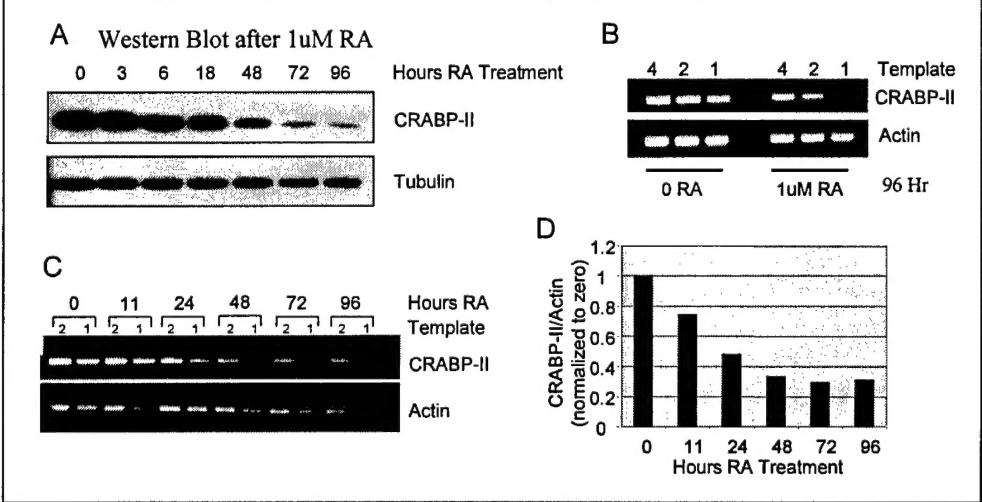 A Western Blot after 1uM RA
0 3 6 18 48 72 96 Hours RA Treatment
CRABP-II
Tubulin
B
4 2 1 4 2 1 Template
CRABP-II
Actin
0 RA 1uM RA 96 Hr
C
0 11 24 48 72 96 Hours RA
2 1 2 1 2 1 2 1 2 1 2 1 Template
CRABP-II
Actin
D
CRABP-II/Actin
(normalized to zero)
1.2
1
0.8
0.6
0.4
0.2
0
0 11 24 48 72 96
Hours RA Treatment